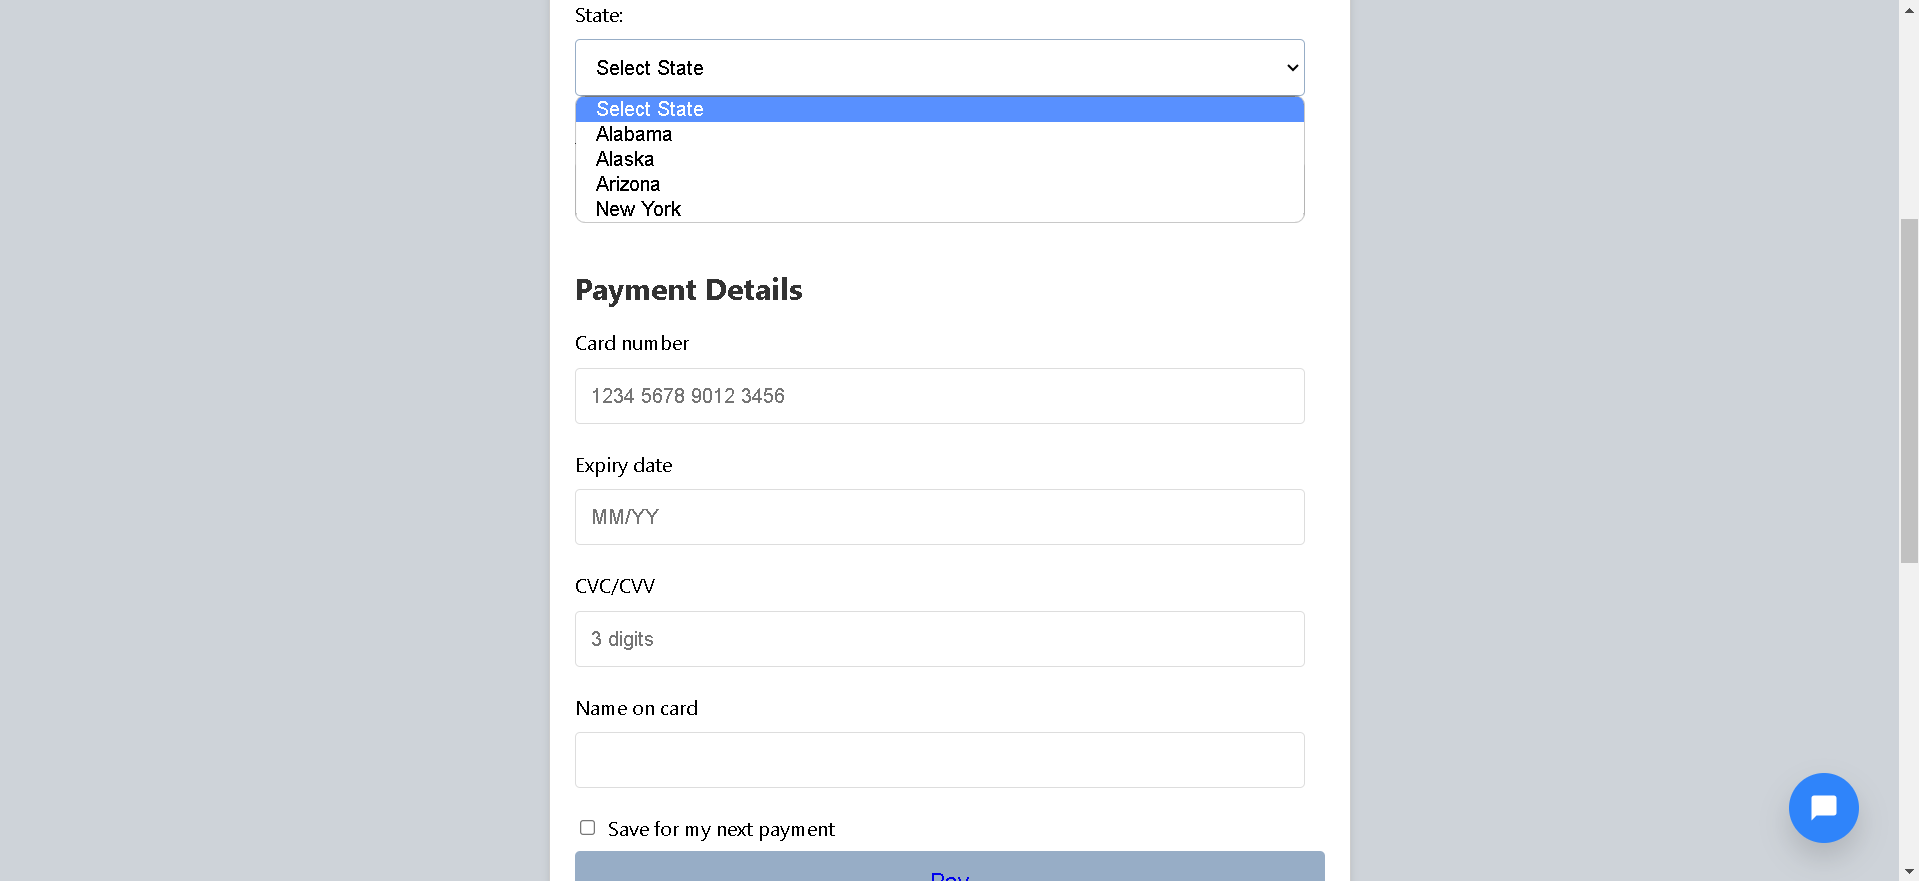 State:
Select State
Select State
Alabama
Alaska
Arizona
New York
Payment Details
Card number
1234 5678 9012 3456
Expiry date
MM/YY
CVC/CVV
3 digits
Name on card
Save for my next payment
Pay